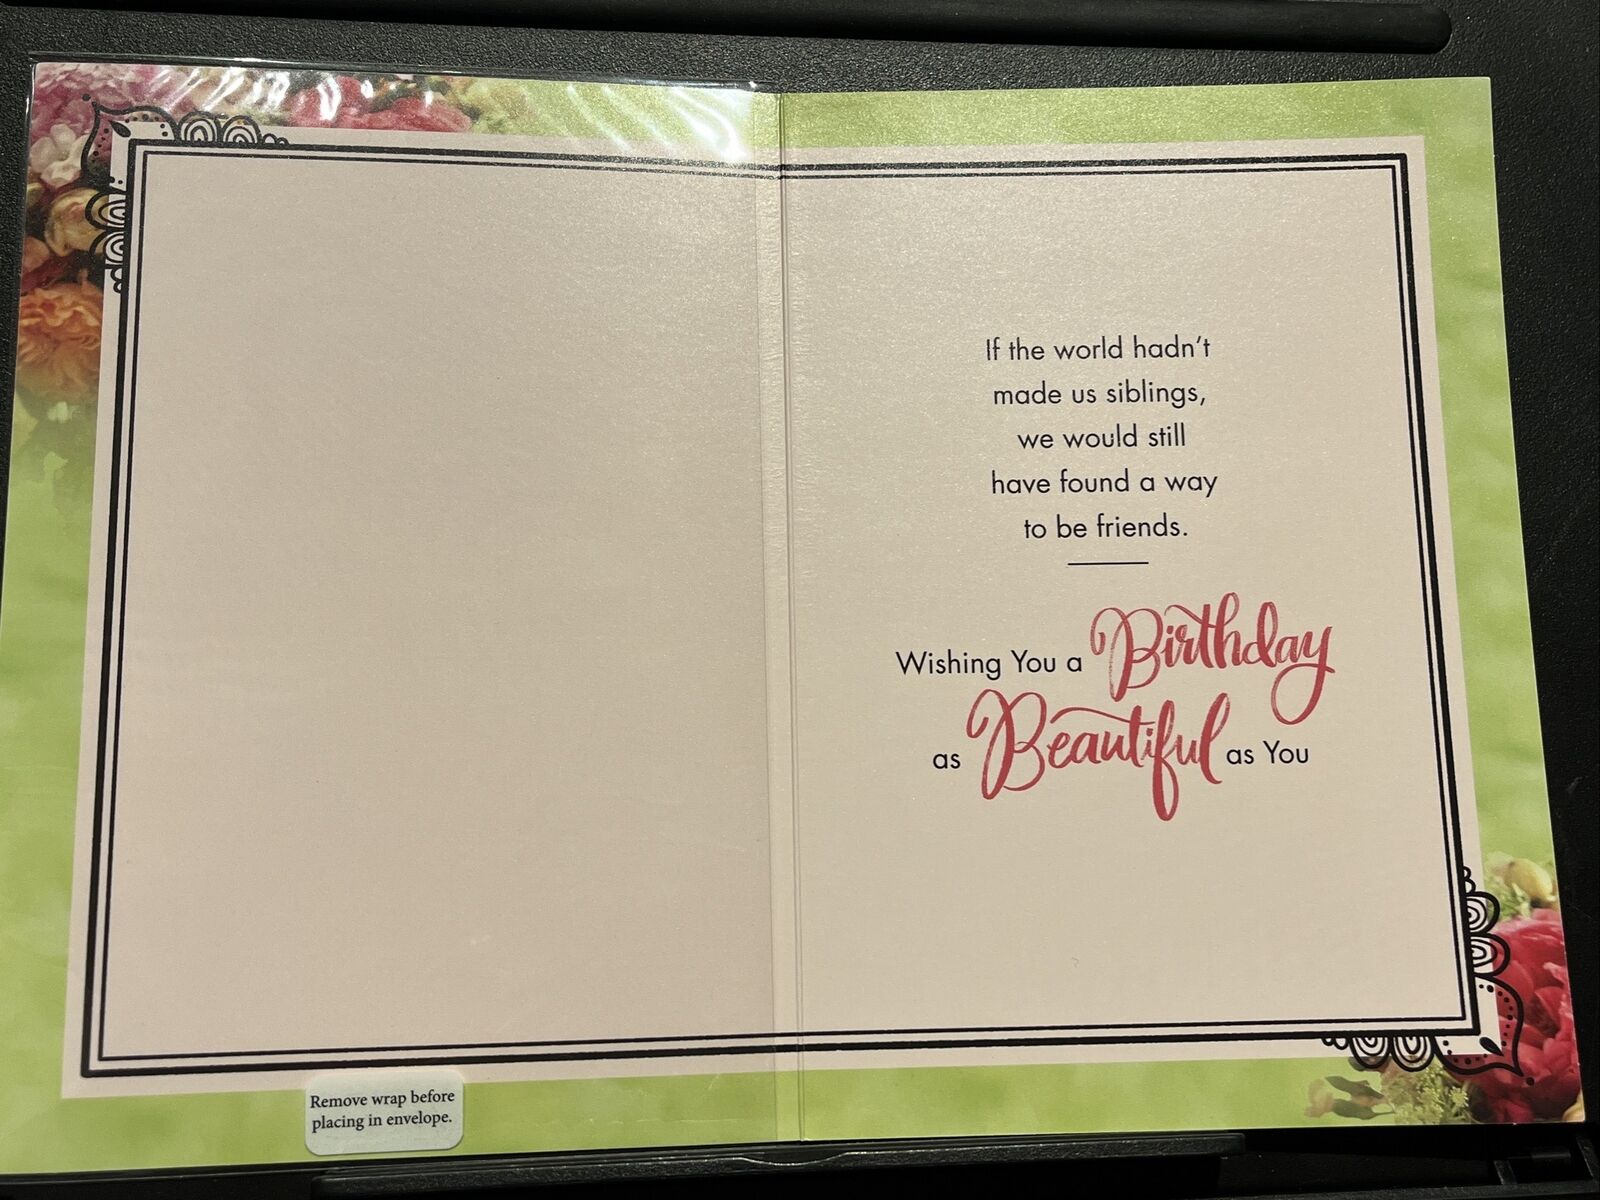 If the world hadn't
made us siblings,
we would still
have found a way
to be friends.
Wishing You a Birthday
as Beautiful as You
Remove wrap before
placing in envelope.